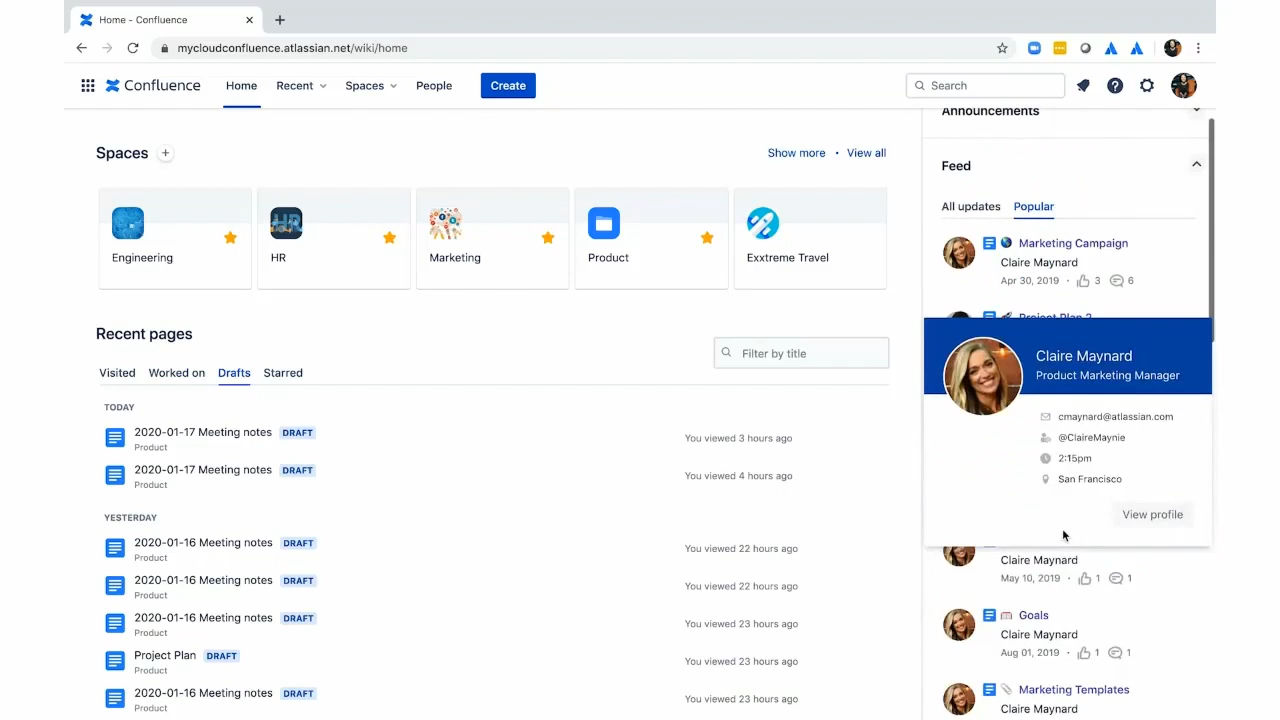 Home - Confluence
mycloudconfluence.atlassian.net/wiki/home
Confluence Home Recent Spaces People Create Search
Spaces
Show more • View all
Engineering
HR
Marketing
Product
Exxtreme Travel
Recent pages
Filter by title
Visited Worked on Drafts Starred
TODAY
2020-01-17 Meeting notes DRAFT
Product
You viewed 3 hours ago
2020-01-17 Meeting notes DRAFT
Product
You viewed 4 hours ago
YESTERDAY
2020-01-16 Meeting notes DRAFT
Product
You viewed 22 hours ago
2020-01-16 Meeting notes DRAFT
Product
You viewed 22 hours ago
2020-01-16 Meeting notes DRAFT
Product
You viewed 23 hours ago
Project Plan DRAFT
Product
You viewed 23 hours ago
2020-01-16 Meeting notes DRAFT
Product
You viewed 23 hours ago
Announcements
Feed
All updates Popular
Marketing Campaign
Claire Maynard
Apr 30, 2019 • 3 6
Project Plan 2
Claire Maynard
Product Marketing Manager
cmaynard@atlassian.com
@ClaireMaynie
2:15pm
San Francisco
View profile
Claire Maynard
May 10, 2019 • 1 1
Goals
Claire Maynard
Aug 01, 2019 • 1 1
Marketing Templates
Claire Maynard